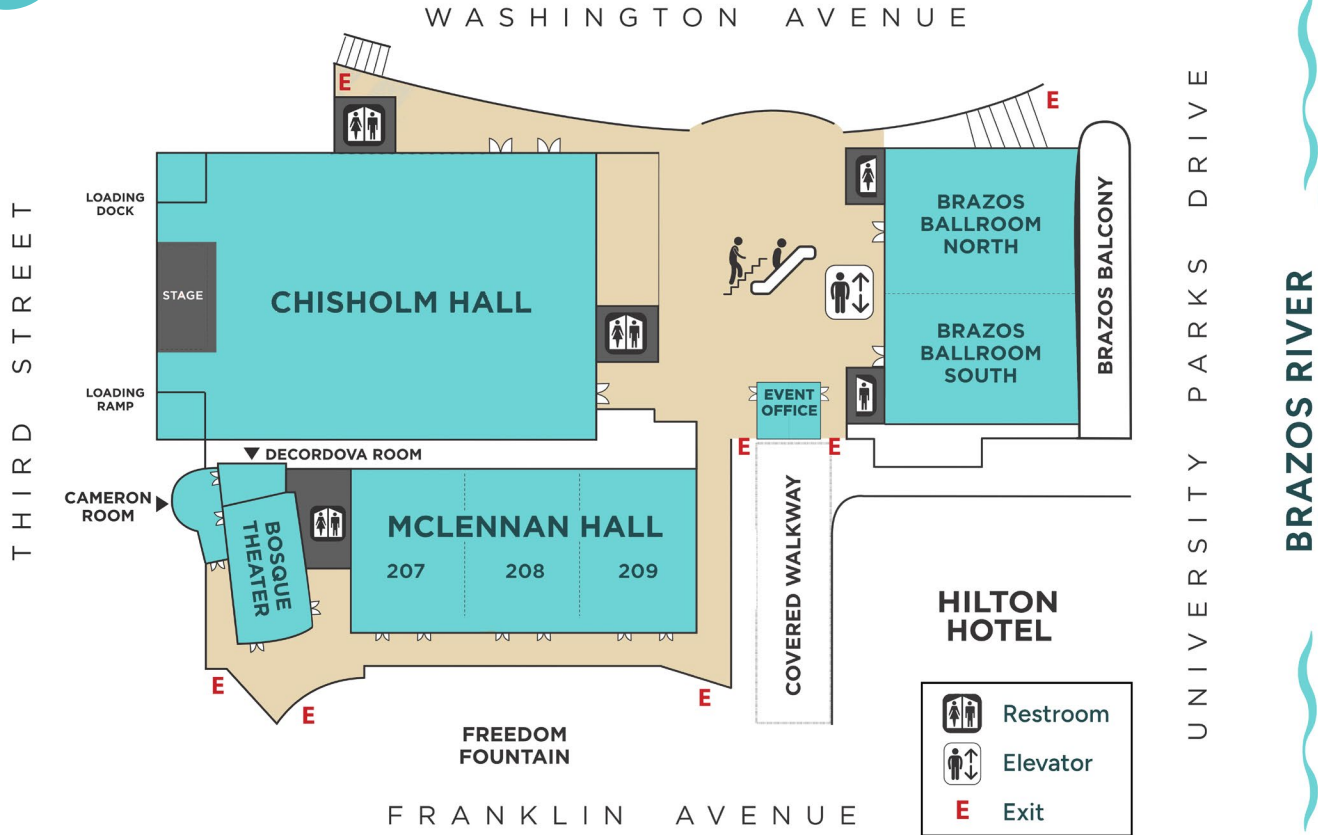 WASHINGTON AVENUE
E
E
LOADING
DOCK
STAGE
CHISHOLM HALL
LOADING
RAMP
BRAZOS
BALLROOM
NORTH
BRAZOS
BALLROOM
SOUTH
BRAZOS BALCONY
EVENT
OFFICE
E
E
DECORDOVA ROOM
CAMERON
ROOM
BOSQUE
THEATER
MCLENNAN HALL
207
208
209
COVERED WALKWAY
HILTON
HOTEL
E
E
E
FREEDOM
FOUNTAIN
FRANKLIN AVENUE
THIRD STREET
UNIVERSITY PARKS DRIVE
BRAZOS RIVER
Restroom
Elevator
E Exit